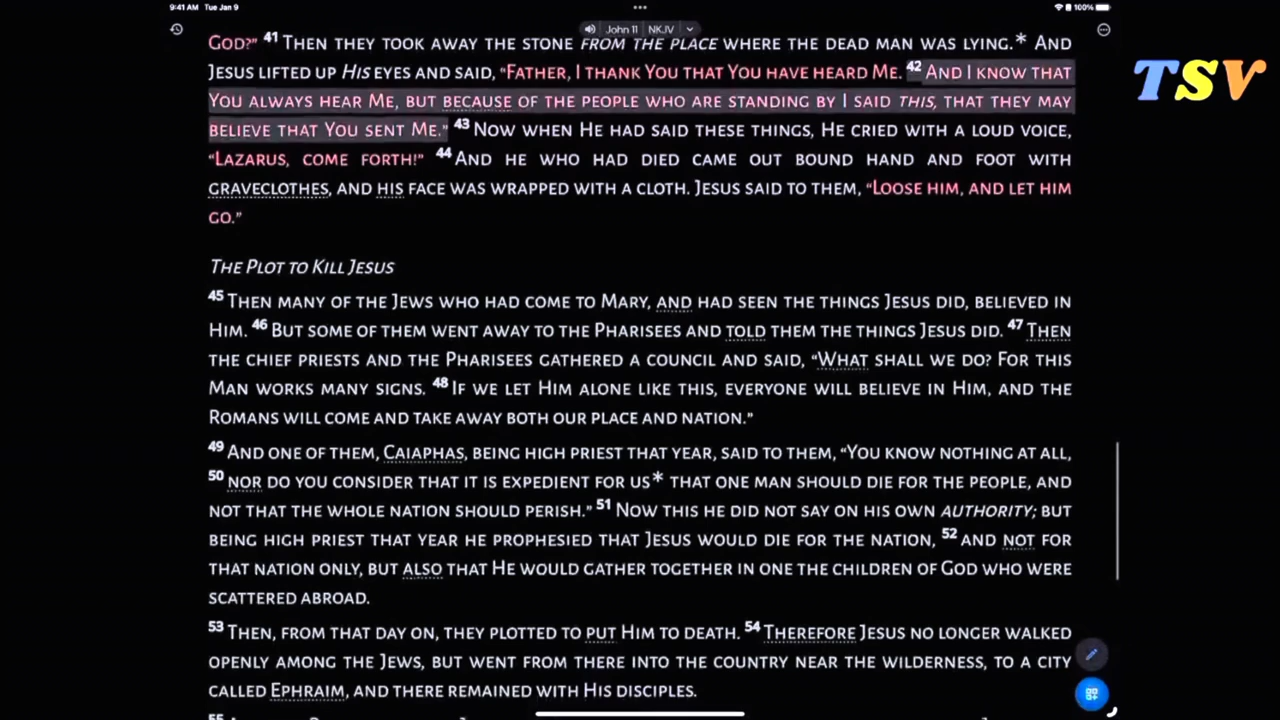 9:41 AM Tue Jan 9
100%
John 11 NKJV
TSV
GOD?” 41 THEN THEY TOOK AWAY THE STONE FROM THE PLACE WHERE THE DEAD MAN WAS LYING.* AND
JESUS LIFTED UP HIS EYES AND SAID, “FATHER, I THANK YOU THAT YOU HAVE HEARD ME. 42 AND I KNOW THAT
YOU ALWAYS HEAR ME, BUT BECAUSE OF THE PEOPLE WHO ARE STANDING BY I SAID THIS, THAT THEY MAY
BELIEVE THAT YOU SENT ME.” 43 NOW WHEN HE HAD SAID THESE THINGS, HE CRIED WITH A LOUD VOICE,
“LAZARUS, COME FORTH!” 44 AND HE WHO HAD DIED CAME OUT BOUND HAND AND FOOT WITH
GRAVECLOTHES, AND HIS FACE WAS WRAPPED WITH A CLOTH. JESUS SAID TO THEM, “LOOSE HIM, AND LET HIM
GO.”
THE PLOT TO KILL JESUS
45 THEN MANY OF THE JEWS WHO HAD COME TO MARY, AND HAD SEEN THE THINGS JESUS DID, BELIEVED IN
HIM. 46 BUT SOME OF THEM WENT AWAY TO THE PHARISEES AND TOLD THEM THE THINGS JESUS DID. 47 THEN
THE CHIEF PRIESTS AND THE PHARISEES GATHERED A COUNCIL AND SAID, “WHAT SHALL WE DO? FOR THIS
MAN WORKS MANY SIGNS. 48 IF WE LET HIM ALONE LIKE THIS, EVERYONE WILL BELIEVE IN HIM, AND THE
ROMANS WILL COME AND TAKE AWAY BOTH OUR PLACE AND NATION.”
49 AND ONE OF THEM, CAIAPHAS, BEING HIGH PRIEST THAT YEAR, SAID TO THEM, “YOU KNOW NOTHING AT ALL,
50 NOR DO YOU CONSIDER THAT IT IS EXPEDIENT FOR US* THAT ONE MAN SHOULD DIE FOR THE PEOPLE, AND
NOT THAT THE WHOLE NATION SHOULD PERISH.” 51 NOW THIS HE DID NOT SAY ON HIS OWN AUTHORITY; BUT
BEING HIGH PRIEST THAT YEAR HE PROPHESIED THAT JESUS WOULD DIE FOR THE NATION, 52 AND NOT FOR
THAT NATION ONLY, BUT ALSO THAT HE WOULD GATHER TOGETHER IN ONE THE CHILDREN OF GOD WHO WERE
SCATTERED ABROAD.
53 THEN, FROM THAT DAY ON, THEY PLOTTED TO PUT HIM TO DEATH. 54 THEREFORE JESUS NO LONGER WALKED
OPENLY AMONG THE JEWS, BUT WENT FROM THERE INTO THE COUNTRY NEAR THE WILDERNESS, TO A CITY
CALLED EPHRAIM, AND THERE REMAINED WITH HIS DISCIPLES.
55